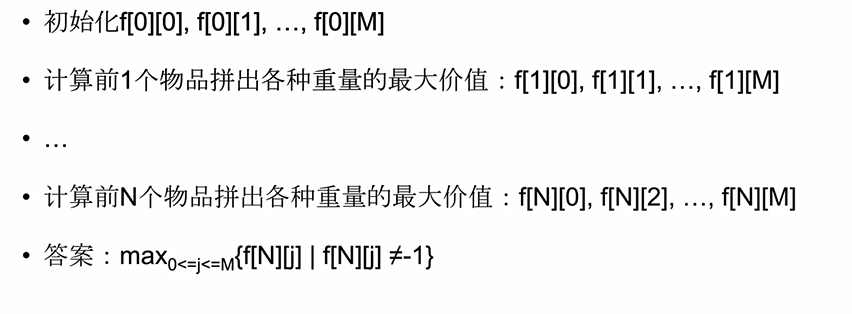 • 初始化f[0][0], f[0][1], …, f[0][M]
• 计算前1个物品拼出各种重量的最大价值：f[1][0], f[1][1], …, f[1][M]
• …
• 计算前N个物品拼出各种重量的最大价值：f[N][0], f[N][2], …, f[N][M]
• 答案：max0<=j<=M{f[N][j] | f[N][j] ≠-1}